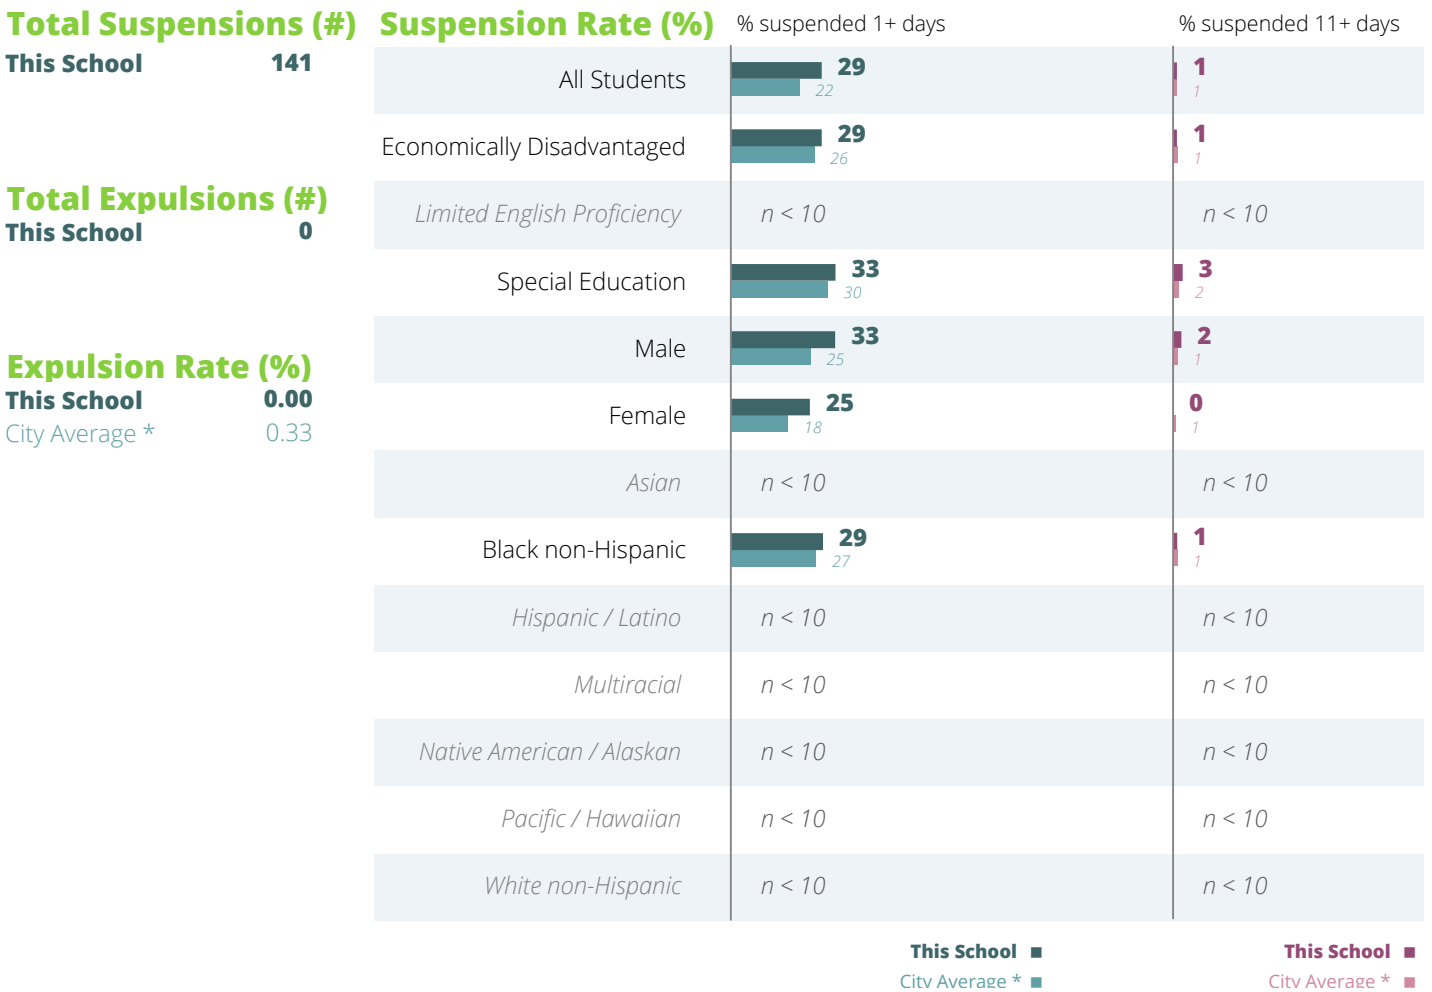 Total Suspensions (#)
This School 141
Total Expulsions (#)
This School 0
Expulsion Rate (%)
This School 0.00
City Average * 0.33
Suspension Rate (%) % suspended 1+ days % suspended 11+ days
All Students 29 1
22 1
Economically Disadvantaged 29 1
26 1
Limited English Proficiency n < 10 n < 10
Special Education 33 3
30 2
Male 33 2
25 1
Female 25 0
18 1
Asian n < 10 n < 10
Black non-Hispanic 29 1
27 1
Hispanic / Latino n < 10 n < 10
Multiracial n < 10 n < 10
Native American / Alaskan n < 10 n < 10
Pacific / Hawaiian n < 10 n < 10
White non-Hispanic n < 10 n < 10
This School This School
City Average * City Average *